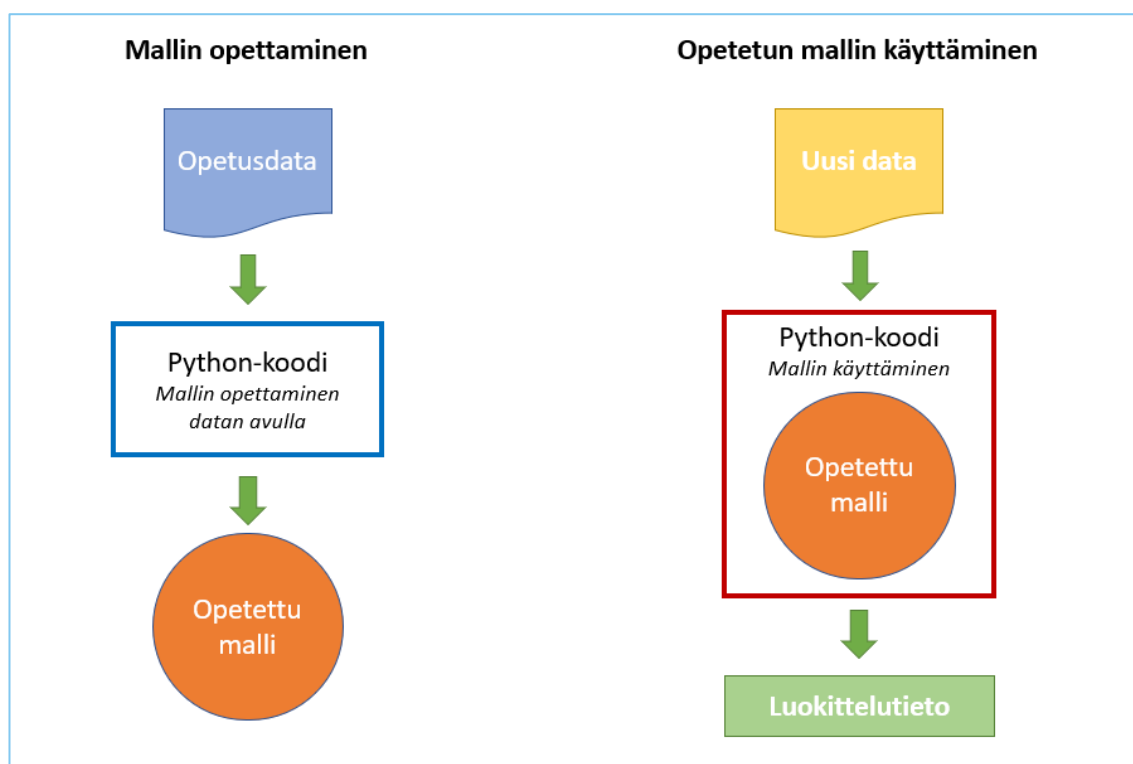 Mallin opettaminen
Opetusdata
Python-koodi
Mallin opettaminen
datan avulla
Opetettu
malli
Opetetun mallin käyttäminen
Uusi data
Python-koodi
Mallin käyttäminen
Opetettu
malli
Luokittelutieto